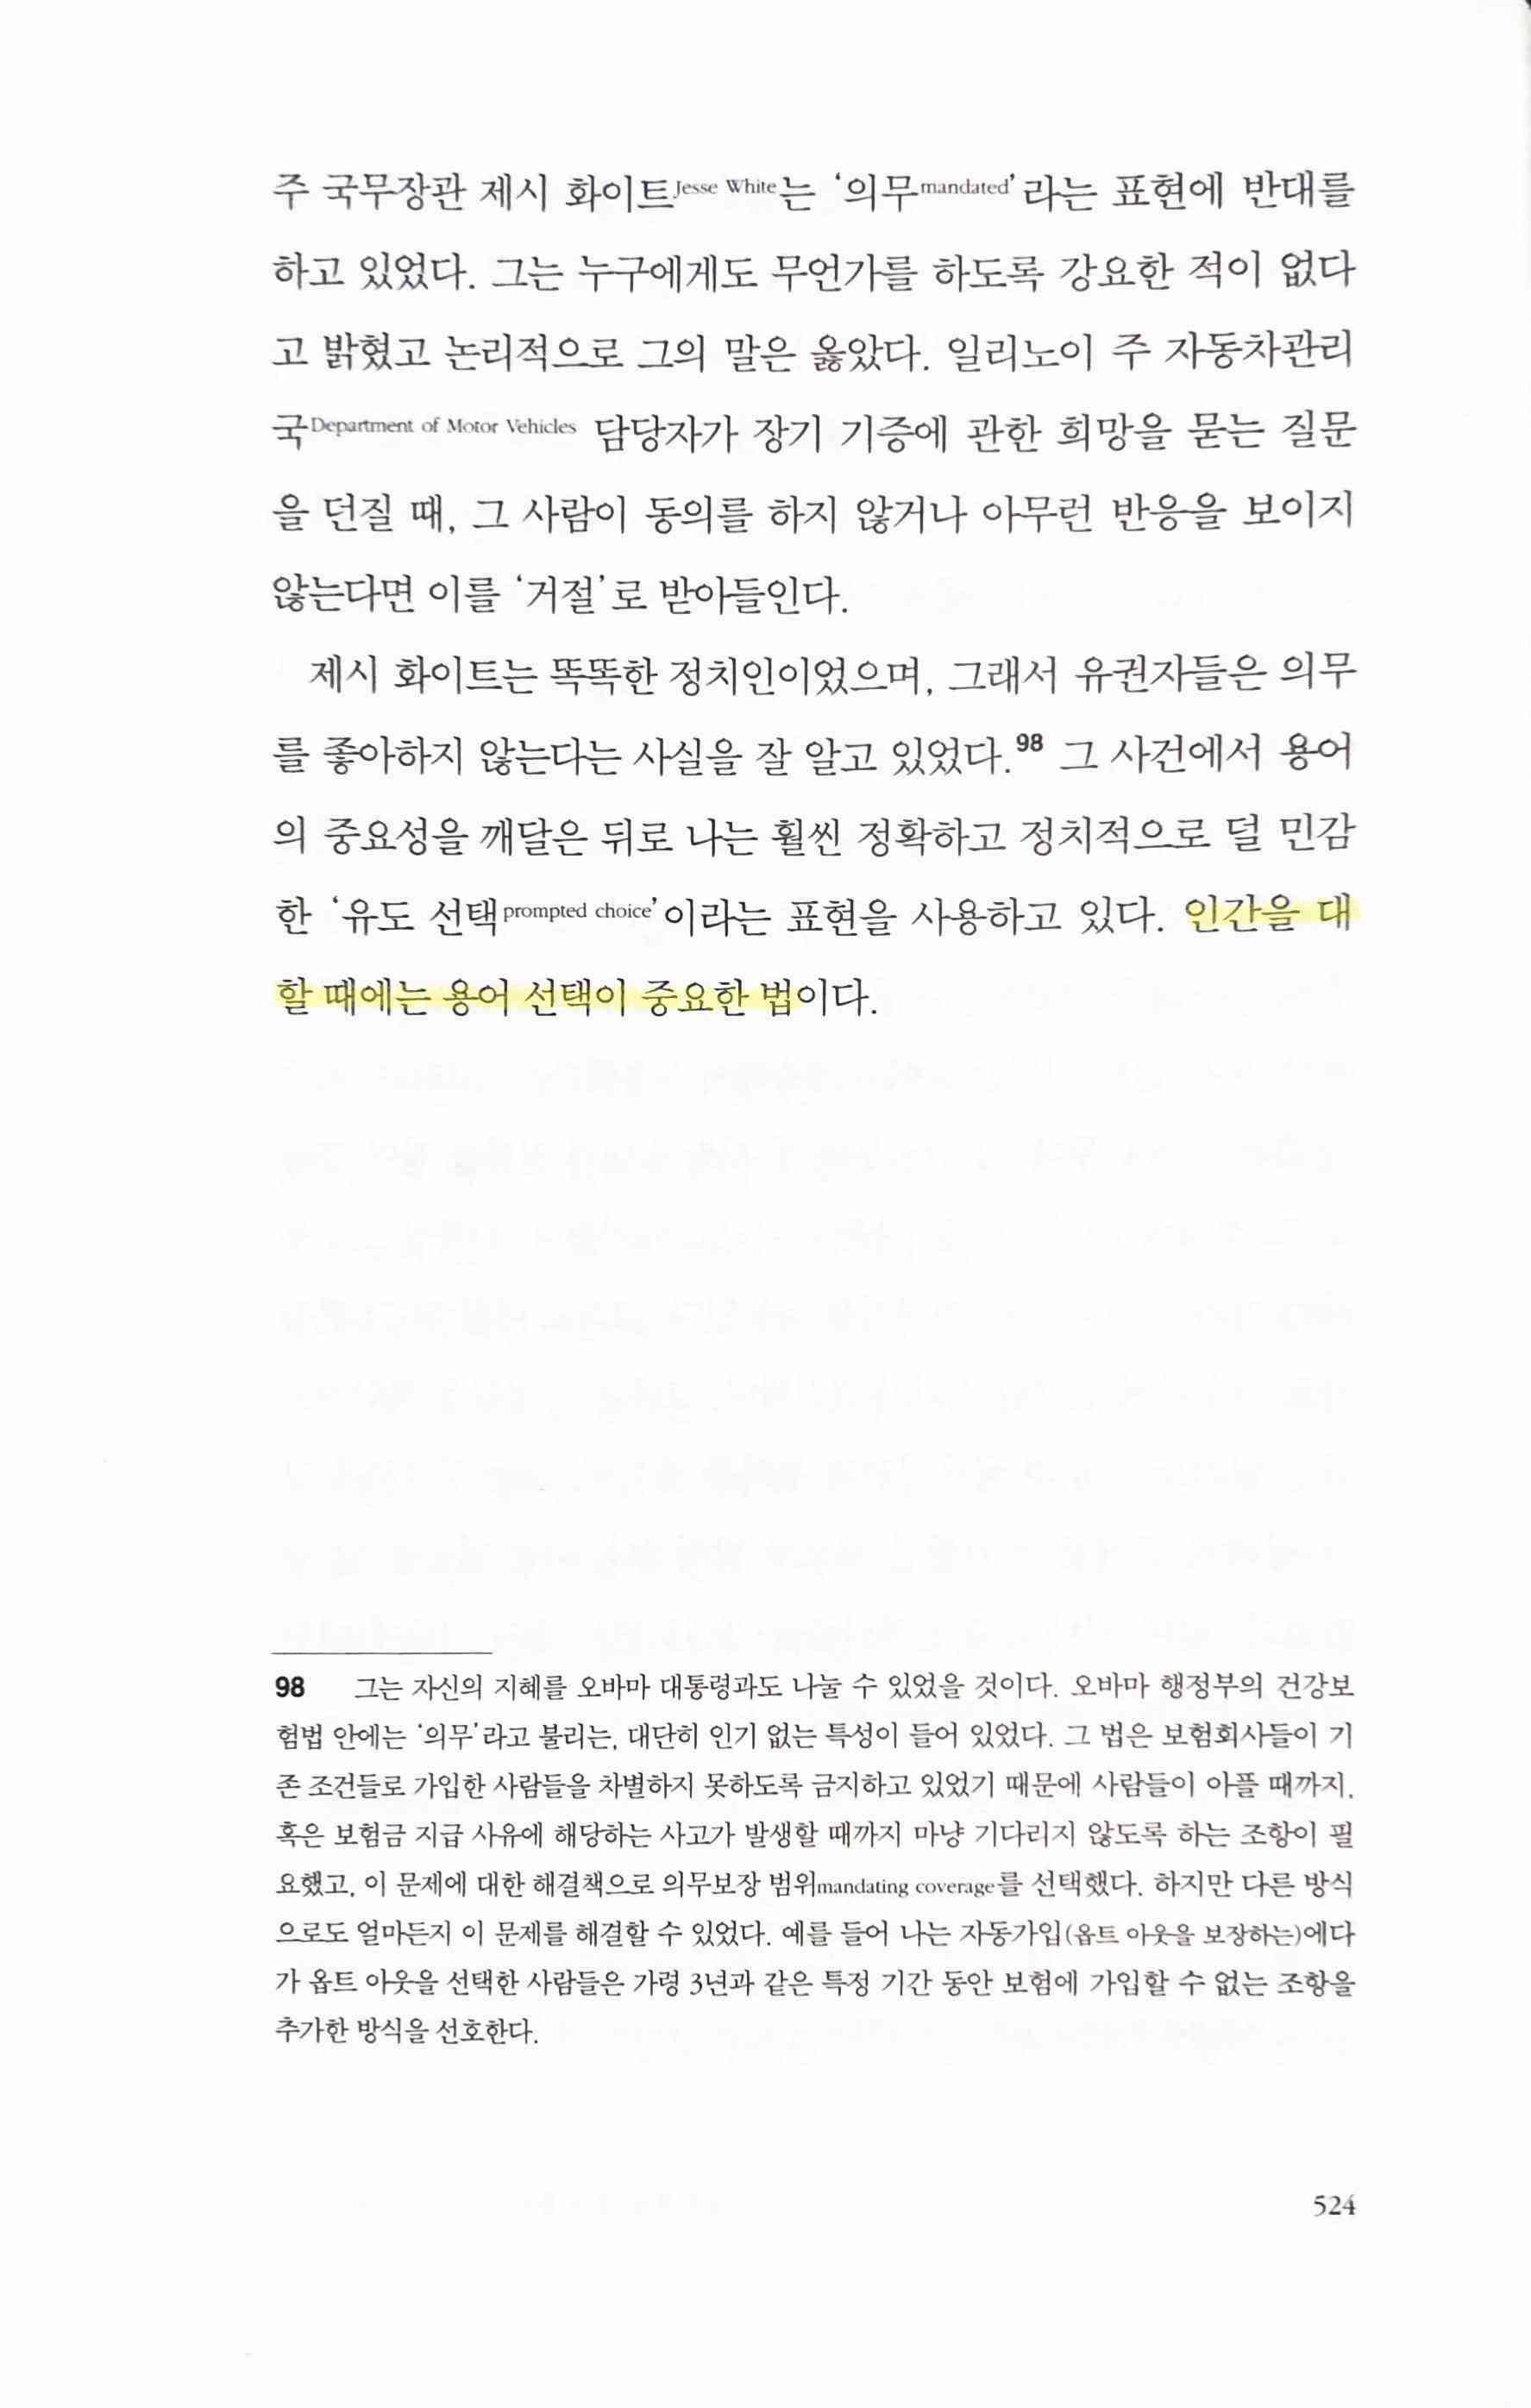 주 국무장관 제시 화이트Jesse White는 ‘의무mandated’라는 표현에 반대를
하고 있었다. 그는 누구에게도 무언가를 하도록 강요한 적이 없다
고 밝혔고 논리적으로 그의 말은 옳았다. 일리노이 주 자동차관리
국Department of Motor Vehicles 담당자가 장기 기증에 관한 희망을 묻는 질문
을 던질 때, 그 사람이 동의를 하지 않거나 아무런 반응을 보이지
않는다면 이를 ‘거절’로 받아들인다.
제시 화이트는 똑똑한 정치인이었으며, 그래서 유권자들은 의무
를 좋아하지 않는다는 사실을 잘 알고 있었다.98 그 사건에서 용어
의 중요성을 깨달은 뒤로 나는 훨씬 정확하고 정치적으로 덜 민감
한 ‘유도 선택prompted choice’이라는 표현을 사용하고 있다. 인간을 대
할 때에는 용어 선택이 중요한 법이다.
98 그는 자신의 지혜를 오바마 대통령과도 나눌 수 있었을 것이다. 오바마 행정부의 건강보
험법 안에는 ‘의무’라고 불리는, 대단히 인기 없는 특성이 들어 있었다. 그 법은 보험회사들이 기
존 조건들로 가입한 사람들을 차별하지 못하도록 금지하고 있었기 때문에 사람들이 아플 때까지,
혹은 보험금 지급 사유에 해당하는 사고가 발생할 때까지 마냥 기다리지 않도록 하는 조항이 필
요했고, 이 문제에 대한 해결책으로 의무보장 범위mandating coverage를 선택했다. 하지만 다른 방식
으로도 얼마든지 이 문제를 해결할 수 있었다. 예를 들어 나는 자동가입(옵트 아웃을 보장하는)에다
가 옵트 아웃을 선택한 사람들은 가령 3년과 같은 특정 기간 동안 보험에 가입할 수 없는 조항을
추가한 방식을 선호한다.
524